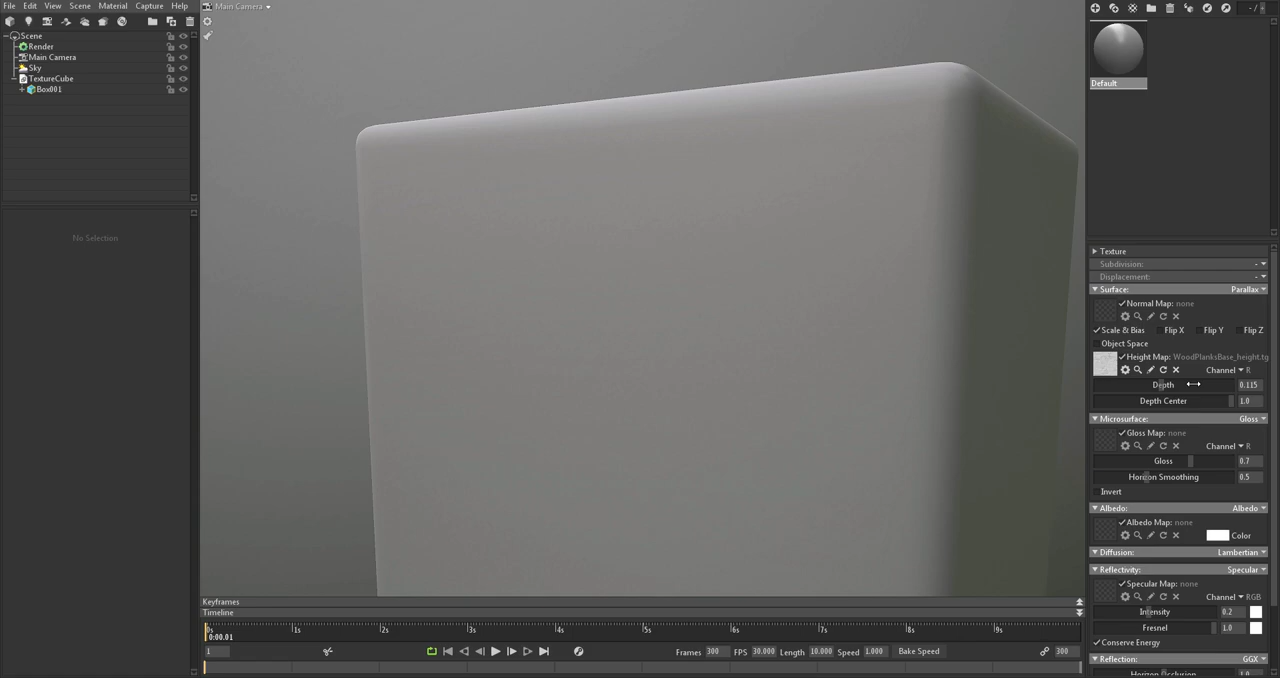 File Edit View Scene Material Capture Help
Main Camera
- / -
Scene
Render
Main Camera
Sky
TextureCube
Box001
No Selection
Default
Texture
Subdivision: -
Displacement: -
Surface: Parallax
Normal Map: none
Scale & Bias Flip X Flip Y Flip Z
Object Space
Height Map: WoodPlanksBase_height.tg
Channel R
Depth 0.115
Depth Center 1.0
Microsurface: Gloss
Gloss Map: none
Channel R
Gloss 0.7
Horizon Smoothing 0.5
Invert
Albedo: Albedo
Albedo Map: none
Color
Diffusion: Lambertian
Reflectivity: Specular
Specular Map: none
Channel RGB
Intensity 0.2
Fresnel 1.0
Conserve Energy
Reflection: GGX
Horizon Occlusion 1.0
Keyframes
Timeline
0s 1s 2s 3s 4s 5s 6s 7s 8s 9s
0:00.01
1 Frames 300 FPS 30.000 Length 10.000 Speed 1.000 Bake Speed 300